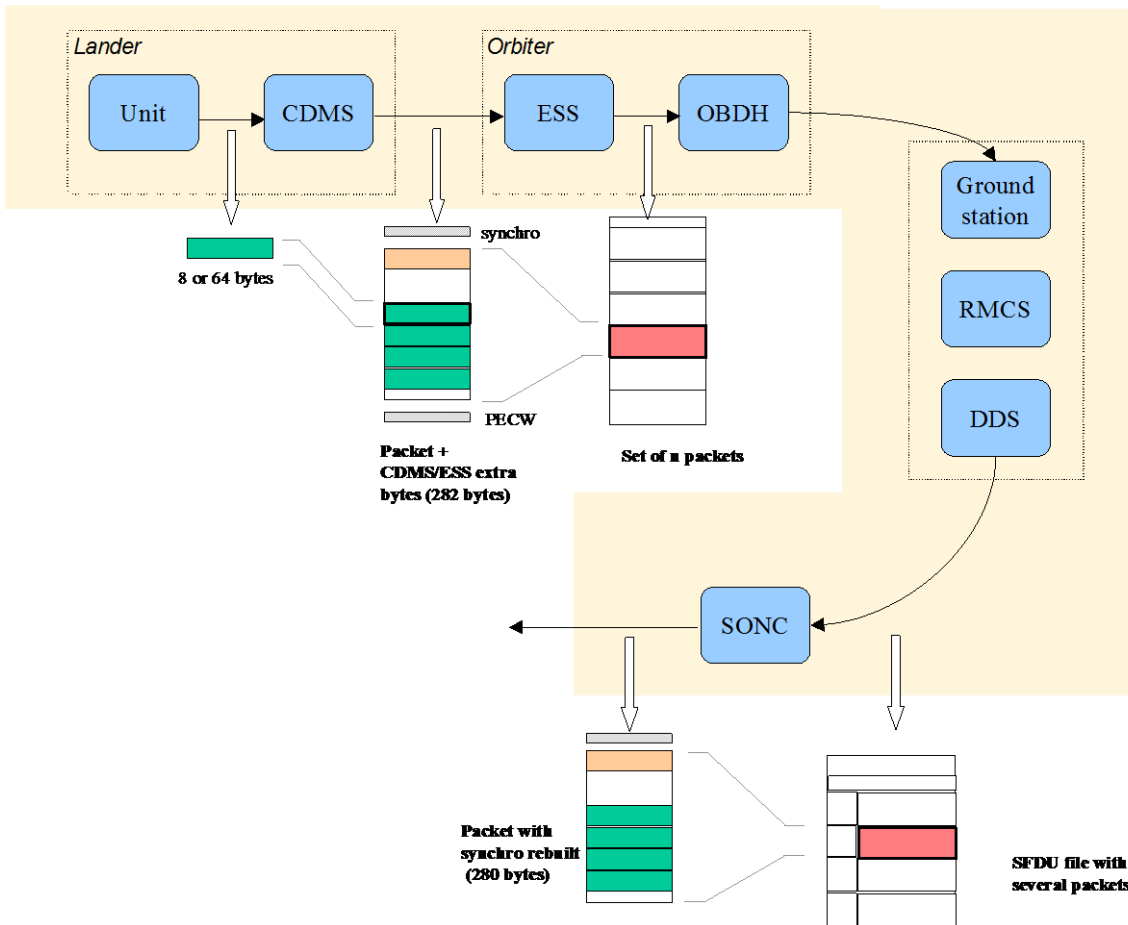 Lander
Orbiter
Unit
CDMS
ESS
OBDH
Ground
station
RMCS
DDS
synchro
8 or 64 bytes
PECW
Packet +
CDMS/ESS extra
bytes (282 bytes)
Set of n packets
SONC
Packet with
synchro rebuilt
(280 bytes)
SFDU file with
several packets